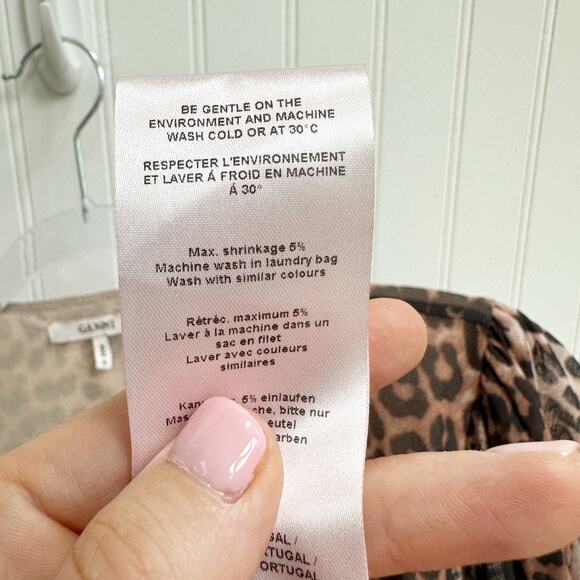 BE GENTLE ON THE
ENVIRONMENT AND MACHINE
WASH COLD OR AT 30°C
RESPECTER L'ENVIRONNEMENT
ET LAVER Á FROID EN MACHINE
Á 30°
Max. shrinkage 5%
Machine wash in laundry bag
Wash with similar colours
Rétréc. maximum 5%
Laver à la machine dans un
sac en filet
Laver avec couleurs
similaires
5% einlaufen
bitte nur
GANNI